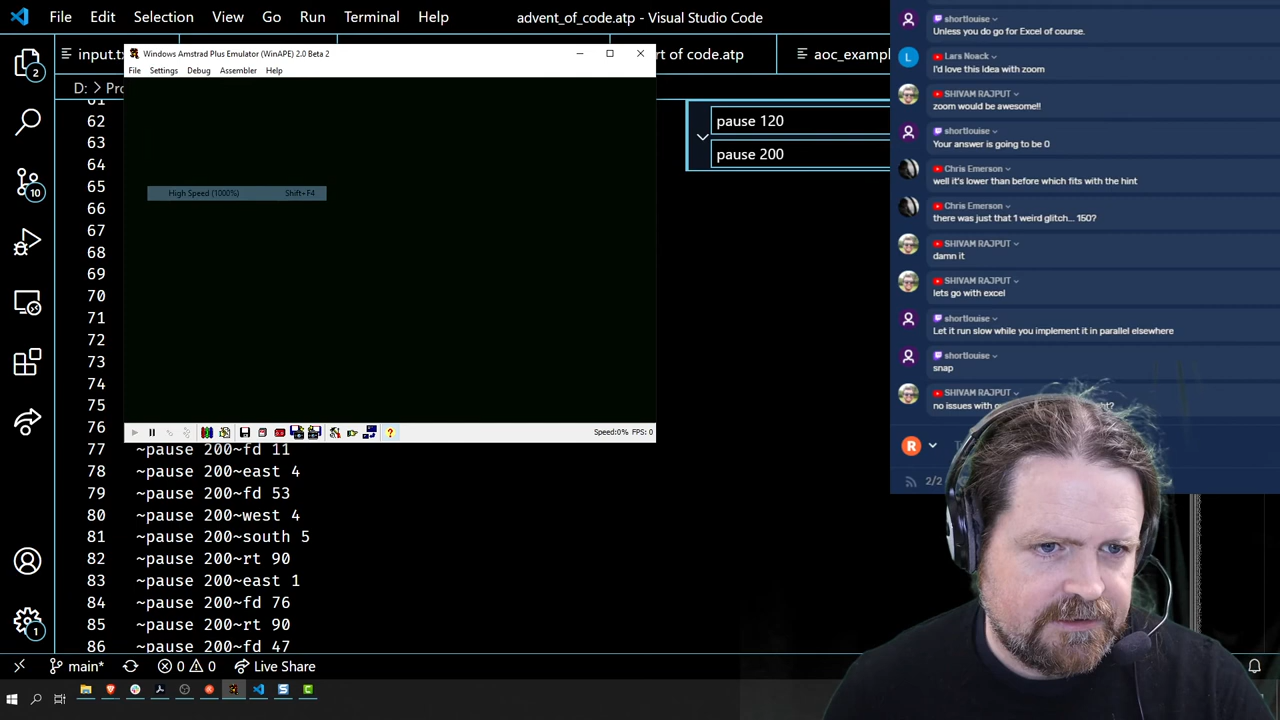 File Edit Selection View Go Run Terminal Help
advent_of_code.atp - Visual Studio Code
input.tx
rt of code.atp
aoc_examp
D: > Pro
Windows Amstrad Plus Emulator (WinAPE) 2.0 Beta 2
File Settings Debug Assembler Help
High Speed (1000%) Shift+F4
Speed:0% FPS: 0
pause 120
pause 200
61
62
63
64
65
66
67
68
69
70
71
72
73
74
75
76
77 ~pause 200~fd 11
78 ~pause 200~east 4
79 ~pause 200~fd 53
80 ~pause 200~west 4
81 ~pause 200~south 5
82 ~pause 200~rt 90
83 ~pause 200~east 1
84 ~pause 200~fd 76
85 ~pause 200~rt 90
86 ~pause 200~fd 47
2
10
1
main* 0 0 Live Share
shortlouise
Unless you do go for Excel of course.
Lars Noack
I'd love this idea with zoom
SHIVAM RAJPUT
zoom would be awesome!!
shortlouise
Your answer is going to be 0
Chris Emerson
well it's lower than before which fits with the hint
Chris Emerson
there was just that 1 weird glitch... 150?
SHIVAM RAJPUT
damn it
SHIVAM RAJPUT
lets go with excel
shortlouise
Let it run slow while you implement it in parallel elsewhere
shortlouise
snap
SHIVAM RAJPUT
no issues with
R
2/2